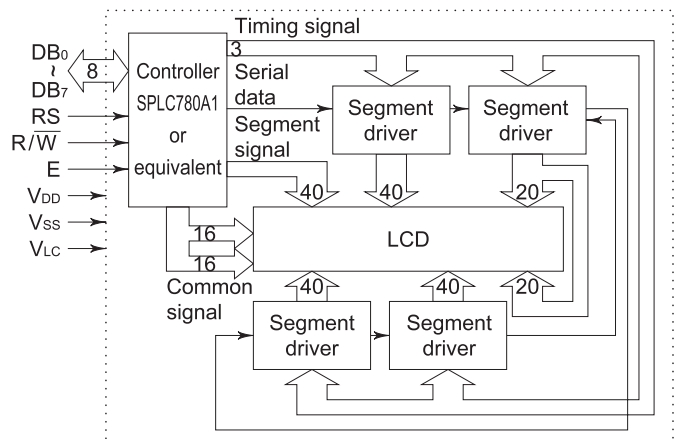 Timing signal
DB0
~
DB7
8
3
Controller
SPLC780A1
or
equivalent
Serial
data
Segment
signal
Segment
driver
Segment
driver
RS
R/W̅
E
VDD
VSS
VLC
40
40
20
16
16
LCD
Common
signal
40
40
20
Segment
driver
Segment
driver